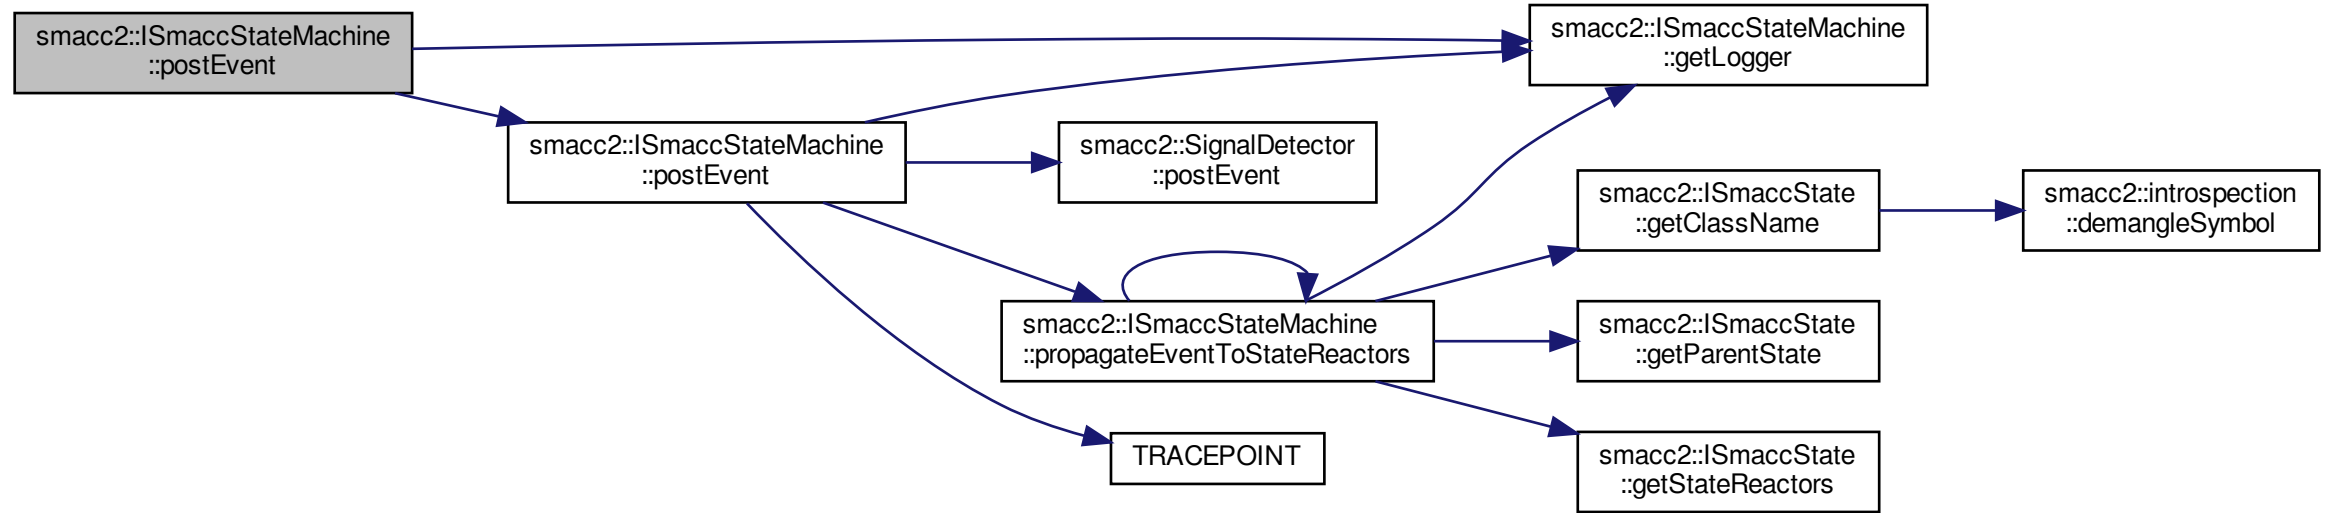 smacc2::ISmaccStateMachine
::postEvent
smacc2::ISmaccStateMachine
::postEvent
smacc2::ISmaccStateMachine
::getLogger
smacc2::SignalDetector
::postEvent
smacc2::ISmaccStateMachine
::propagateEventToStateReactors
TRACEPOINT
smacc2::ISmaccState
::getClassName
smacc2::introspection
::demangleSymbol
smacc2::ISmaccState
::getParentState
smacc2::ISmaccState
::getStateReactors